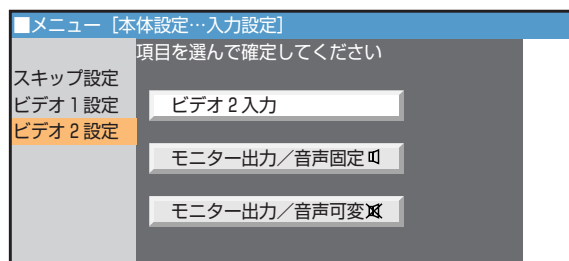 ■メニュー［本体設定…入力設定］
項目を選んで確定してください
スキップ設定
ビデオ１設定
ビデオ２設定
ビデオ２入力
モニター出力／音声固定
モニター出力／音声可変